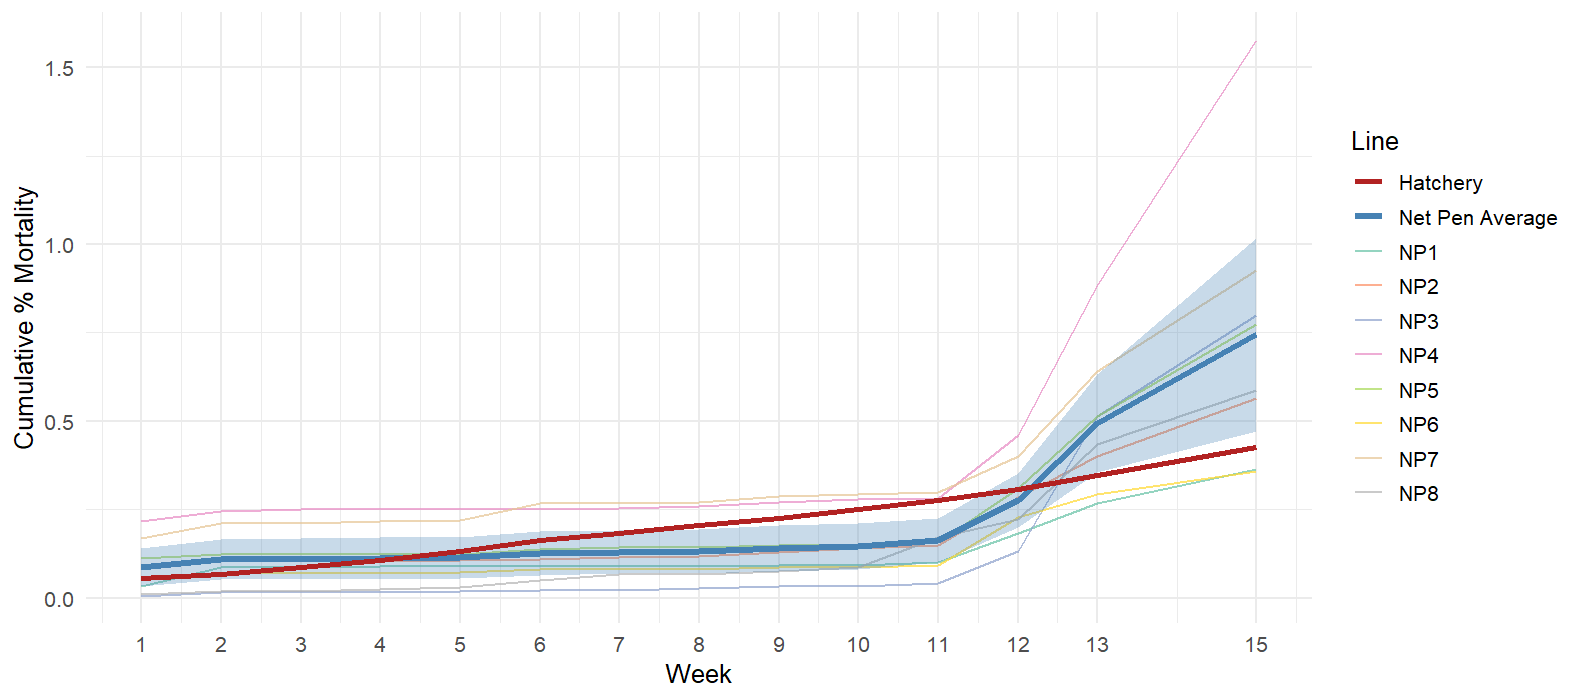 1.5
1.0
0.5
0.0
Cumulative % Mortality
1 2 3 4 5 6 7 8 9 10 11 12 13 15
Week
Line
Hatchery
Net Pen Average
NP1
NP2
NP3
NP4
NP5
NP6
NP7
NP8